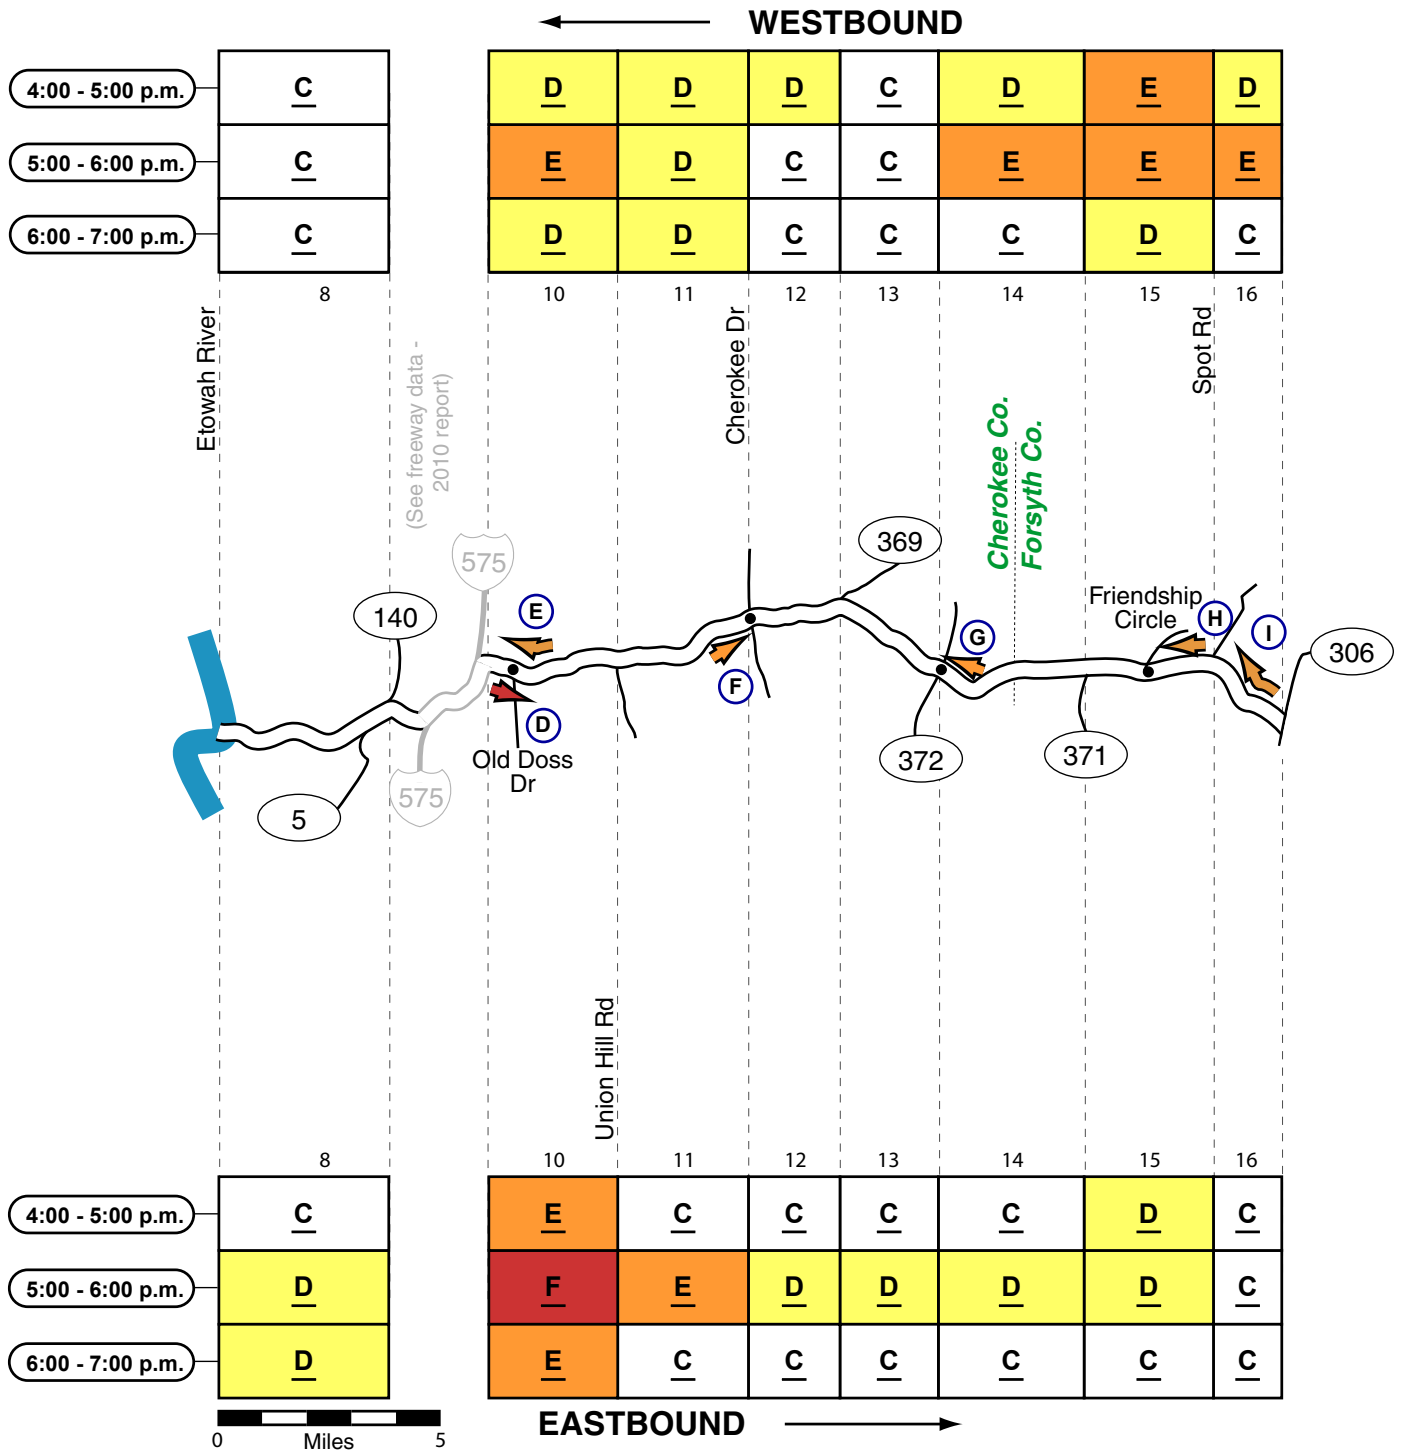 WESTBOUND
4:00 - 5:00 p.m. C D D D C D E D
5:00 - 6:00 p.m. C E D C C E E E
6:00 - 7:00 p.m. C D D C C C D C
8 10 11 12 13 14 15 16
Etowah River
(See freeway data -
2010 report)
Cherokee Dr
Spot Rd
Cherokee Co.
Forsyth Co.
369
575
140
E
Friendship
Circle
H
I
G
306
F
D
Old Doss
Dr
372
371
575
5
Union Hill Rd
8 10 11 12 13 14 15 16
4:00 - 5:00 p.m. C E C C C C D C
5:00 - 6:00 p.m. D F E D D D D C
6:00 - 7:00 p.m. D E C C C C C C
0 Miles 5
EASTBOUND